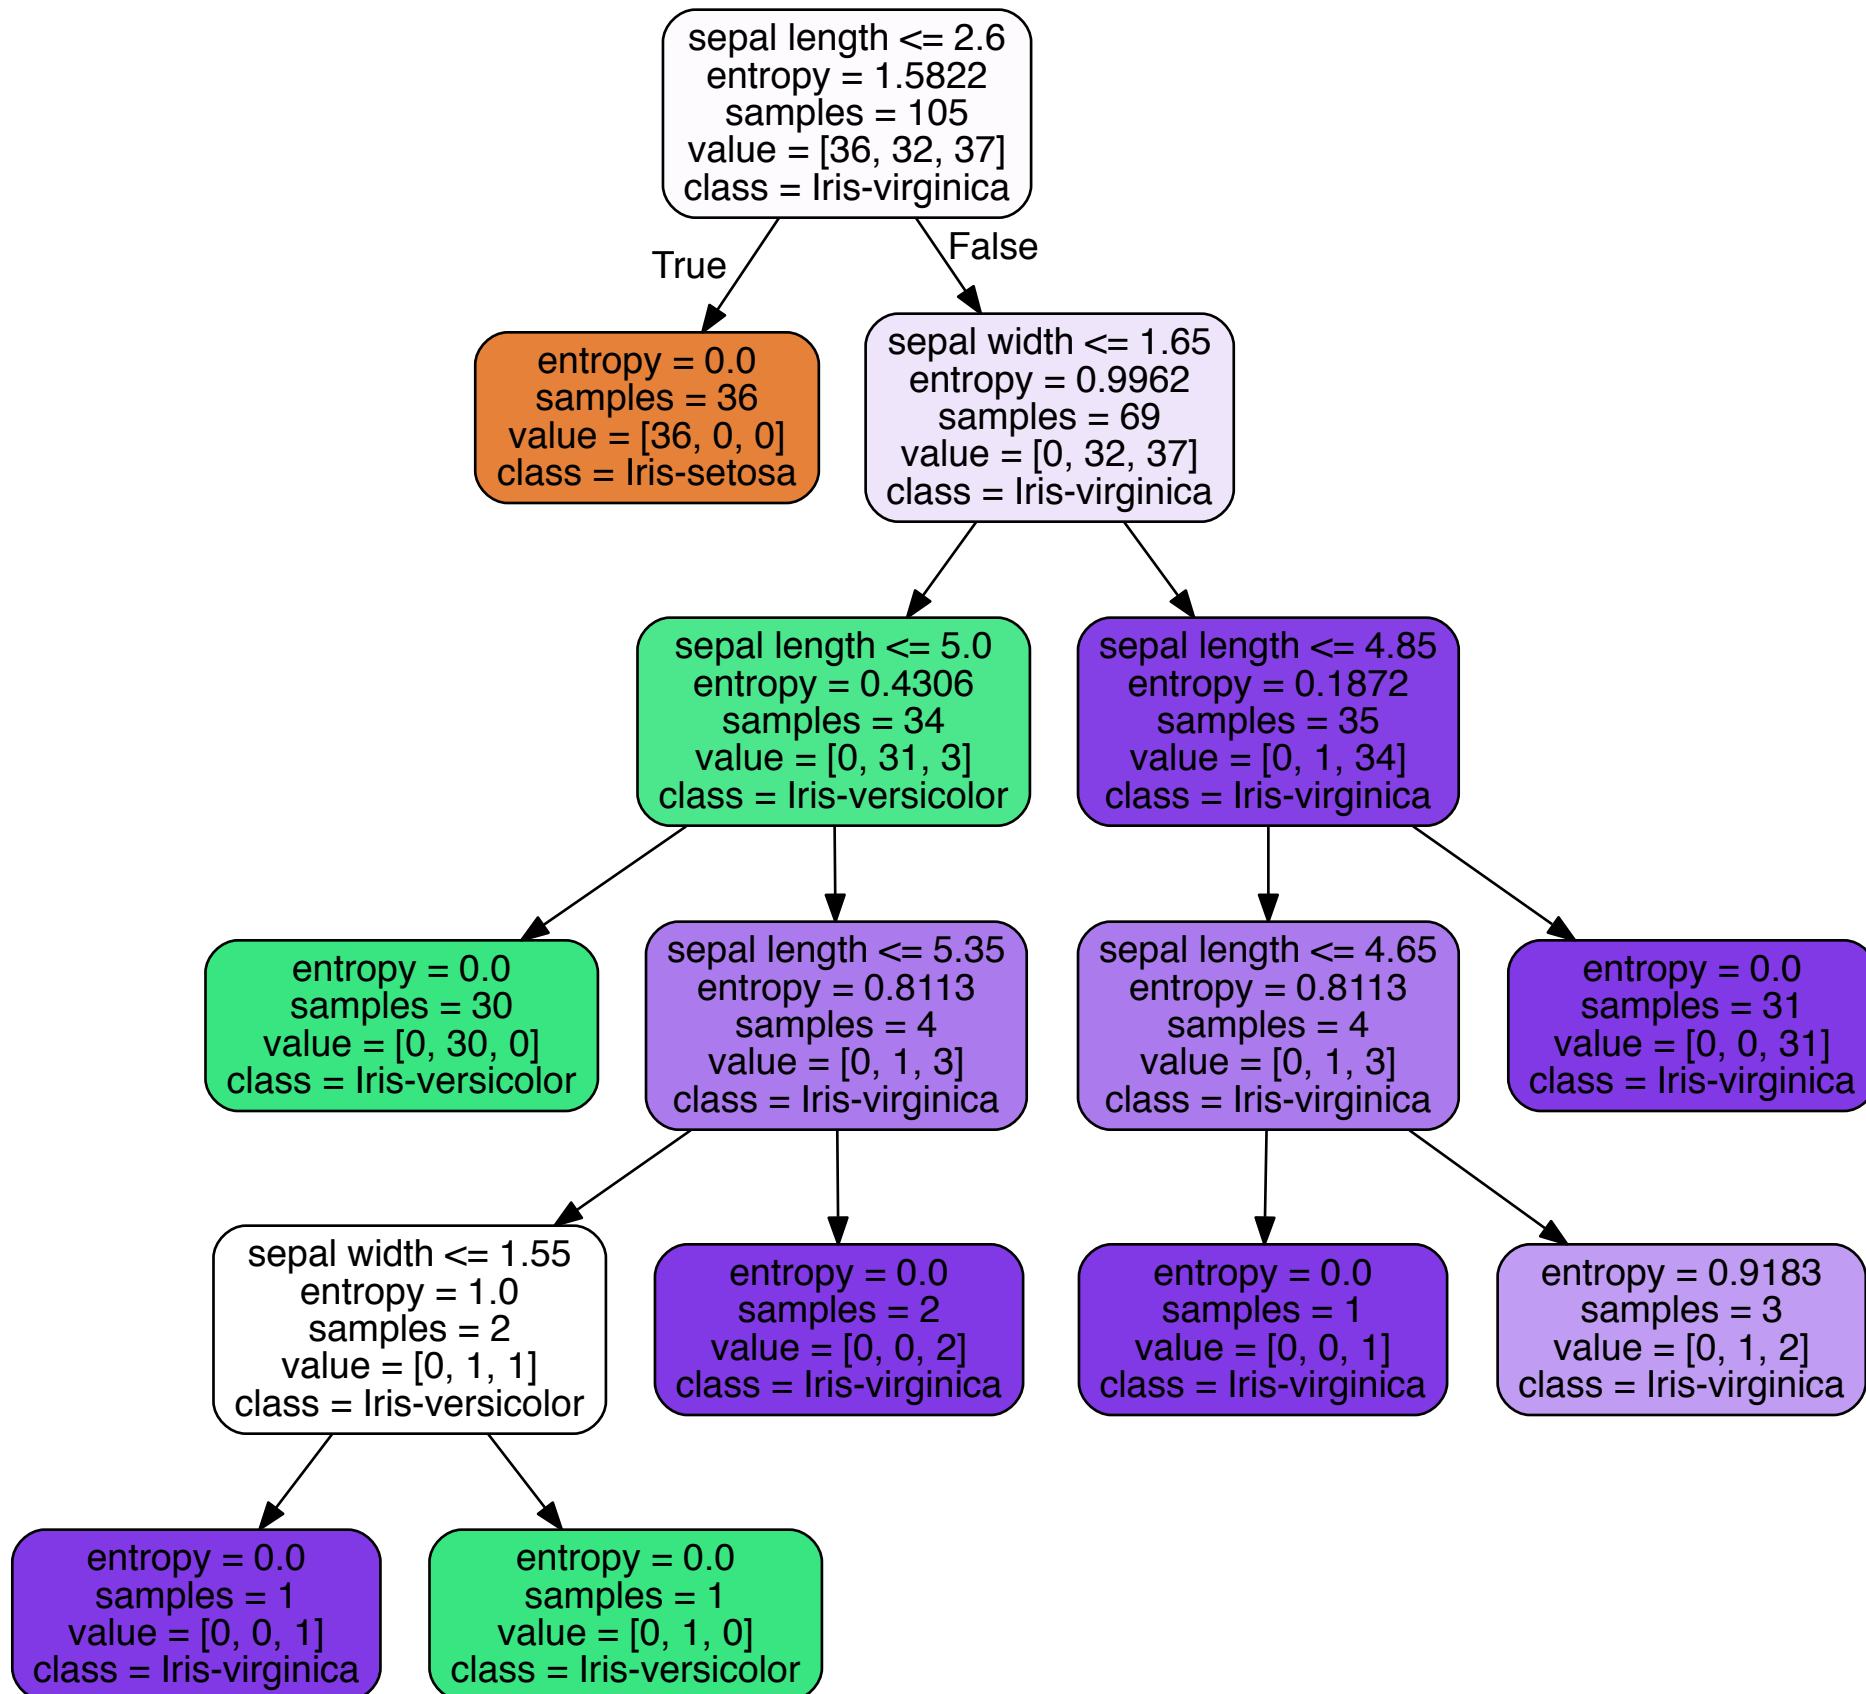 sepal length <= 2.6
entropy = 1.5822
samples = 105
value = [36, 32, 37]
class = Iris-virginica
True
False
entropy = 0.0
samples = 36
value = [36, 0, 0]
class = Iris-setosa
sepal width <= 1.65
entropy = 0.9962
samples = 69
value = [0, 32, 37]
class = Iris-virginica
sepal length <= 5.0
entropy = 0.4306
samples = 34
value = [0, 31, 3]
class = Iris-versicolor
sepal length <= 4.85
entropy = 0.1872
samples = 35
value = [0, 1, 34]
class = Iris-virginica
entropy = 0.0
samples = 30
value = [0, 30, 0]
class = Iris-versicolor
sepal length <= 5.35
entropy = 0.8113
samples = 4
value = [0, 1, 3]
class = Iris-virginica
sepal length <= 4.65
entropy = 0.8113
samples = 4
value = [0, 1, 3]
class = Iris-virginica
entropy = 0.0
samples = 31
value = [0, 0, 31]
class = Iris-virginica
sepal width <= 1.55
entropy = 1.0
samples = 2
value = [0, 1, 1]
class = Iris-versicolor
entropy = 0.0
samples = 2
value = [0, 0, 2]
class = Iris-virginica
entropy = 0.0
samples = 1
value = [0, 0, 1]
class = Iris-virginica
entropy = 0.9183
samples = 3
value = [0, 1, 2]
class = Iris-virginica
entropy = 0.0
samples = 1
value = [0, 0, 1]
class = Iris-virginica
entropy = 0.0
samples = 1
value = [0, 1, 0]
class = Iris-versicolor